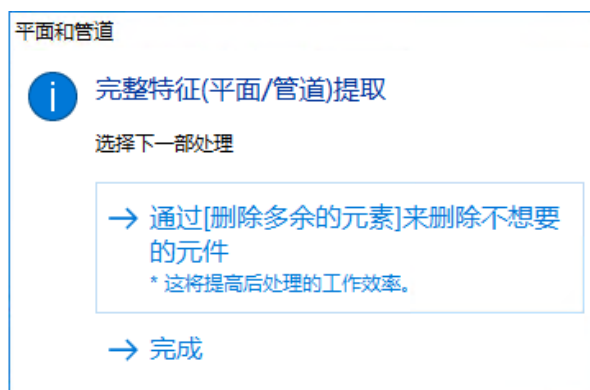 平面和管道
完整特征(平面/管道)提取
选择下一部处理
→ 通过[删除多余的元素]来删除不想要
的元件
* 这将提高后处理的工作效率。
→ 完成